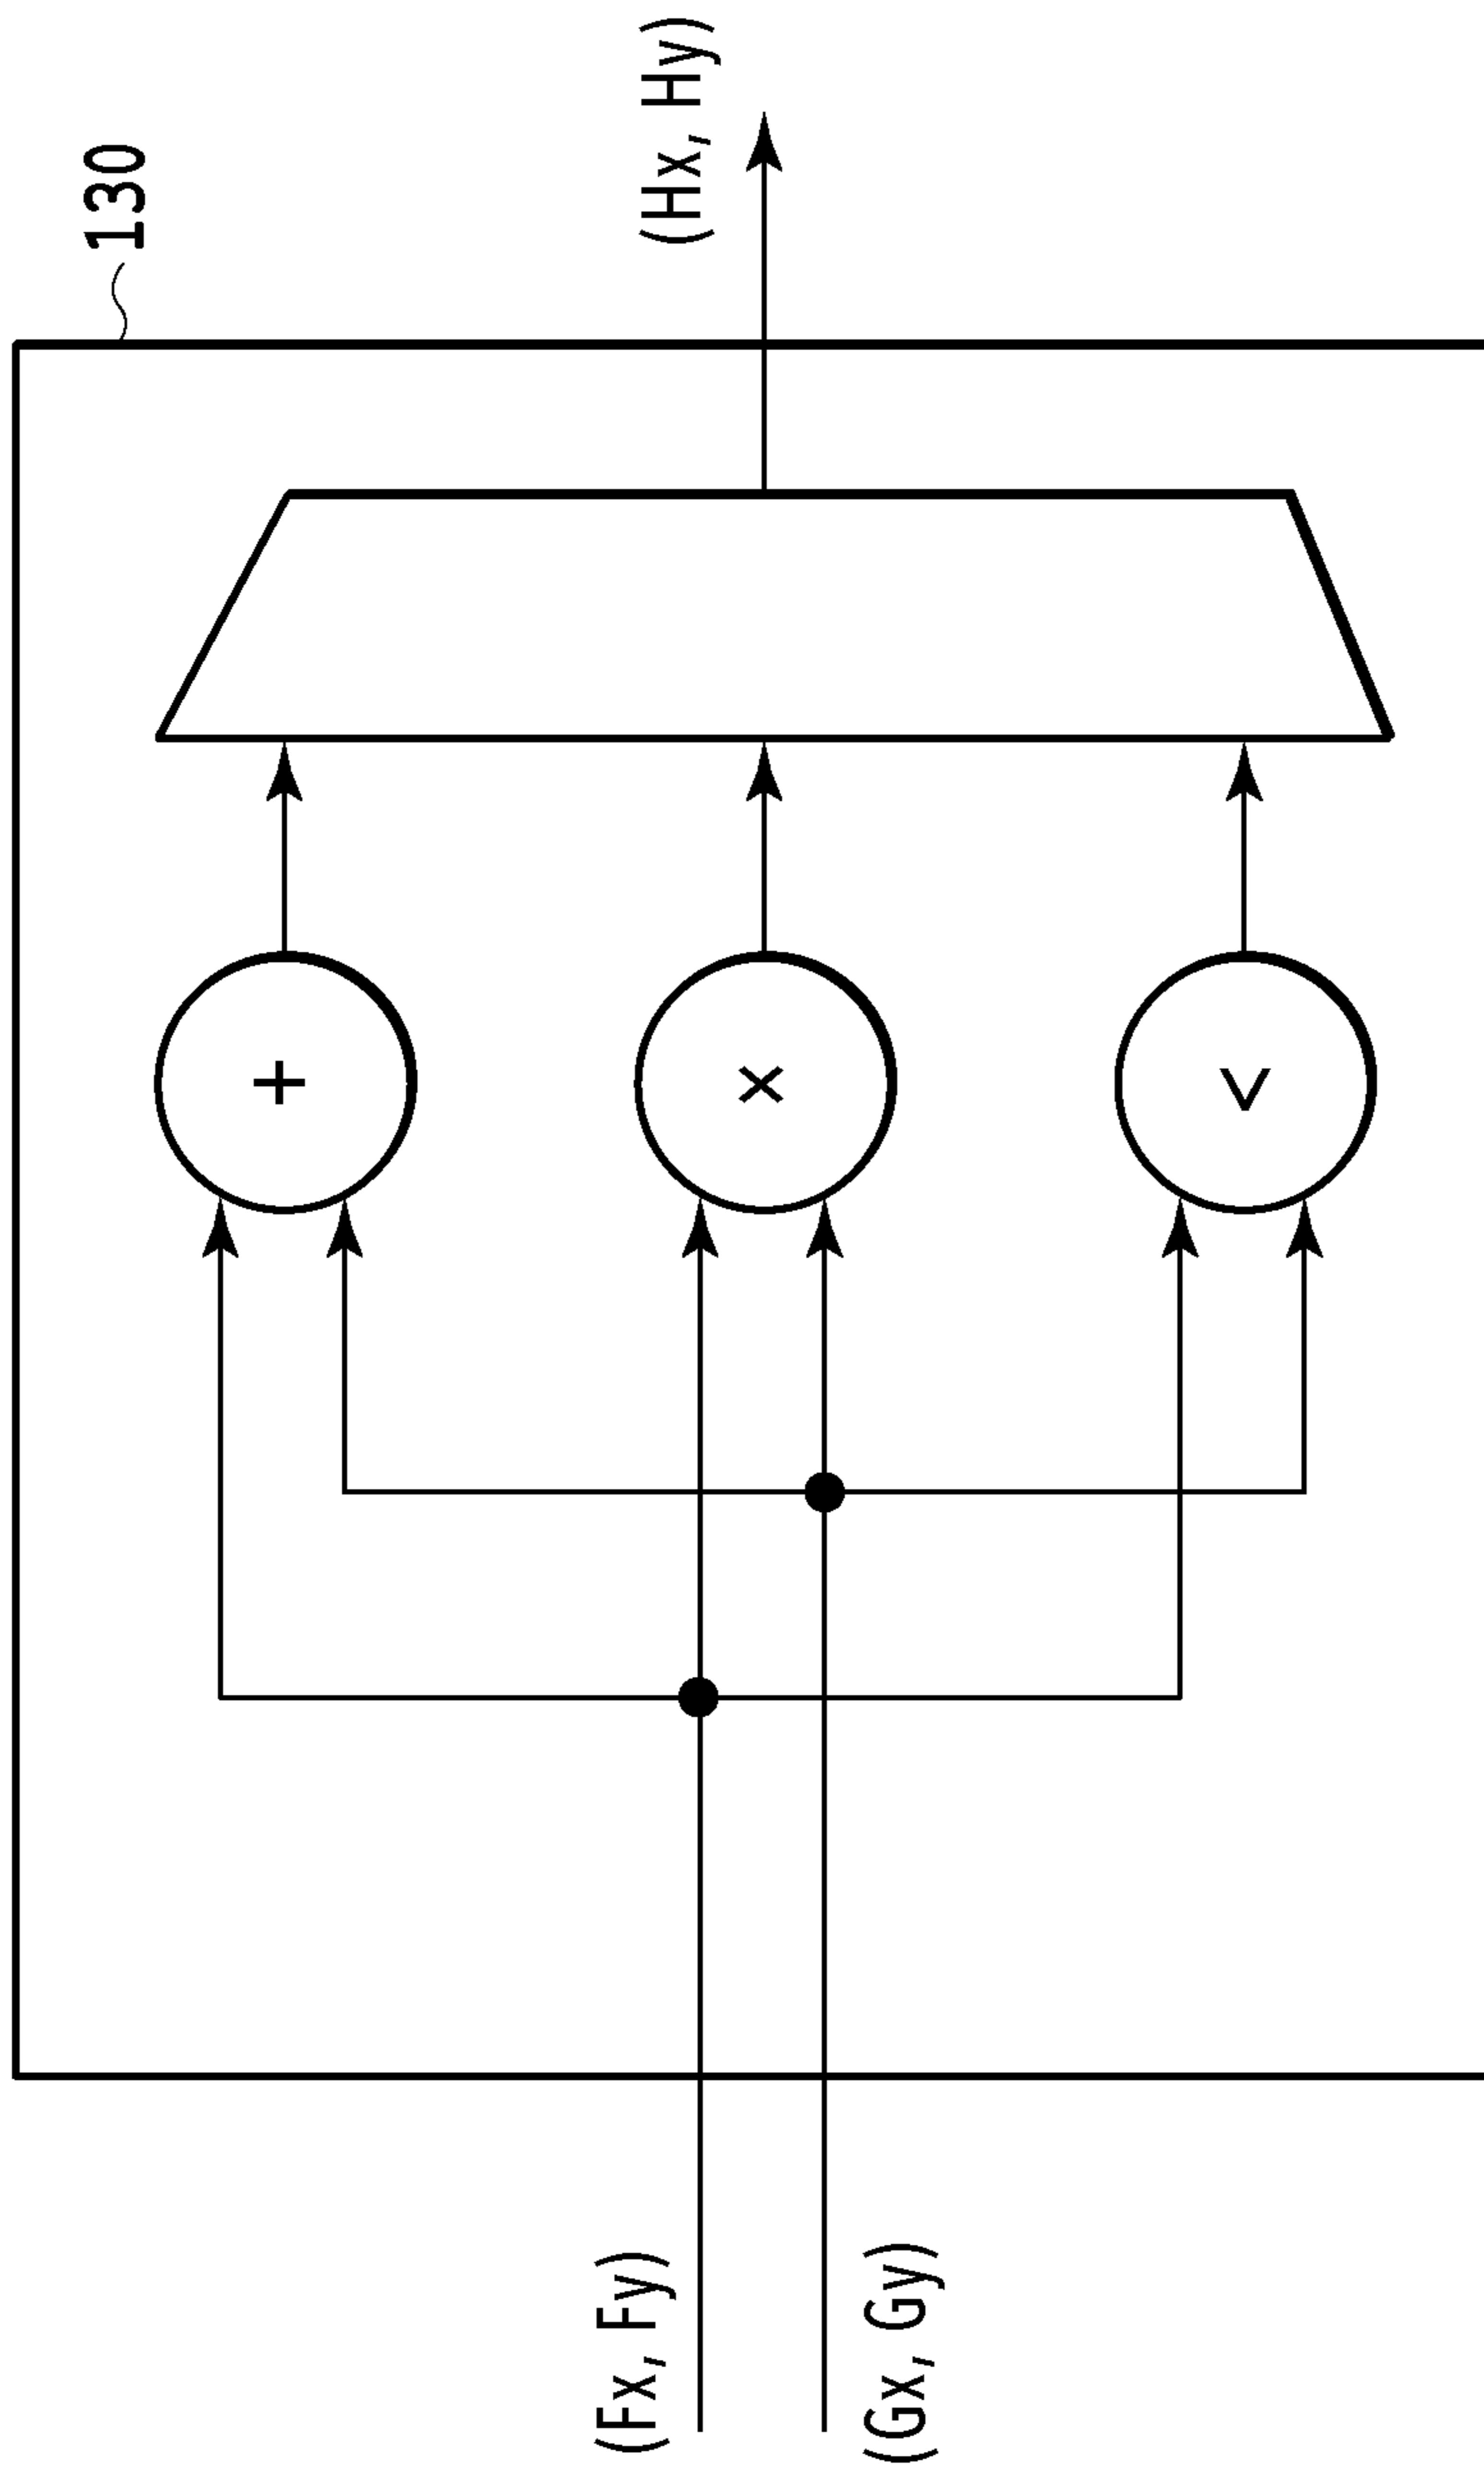 130
+
(Fx, Fy)
(Hx, Hy)
×
(Gx, Gy)
<